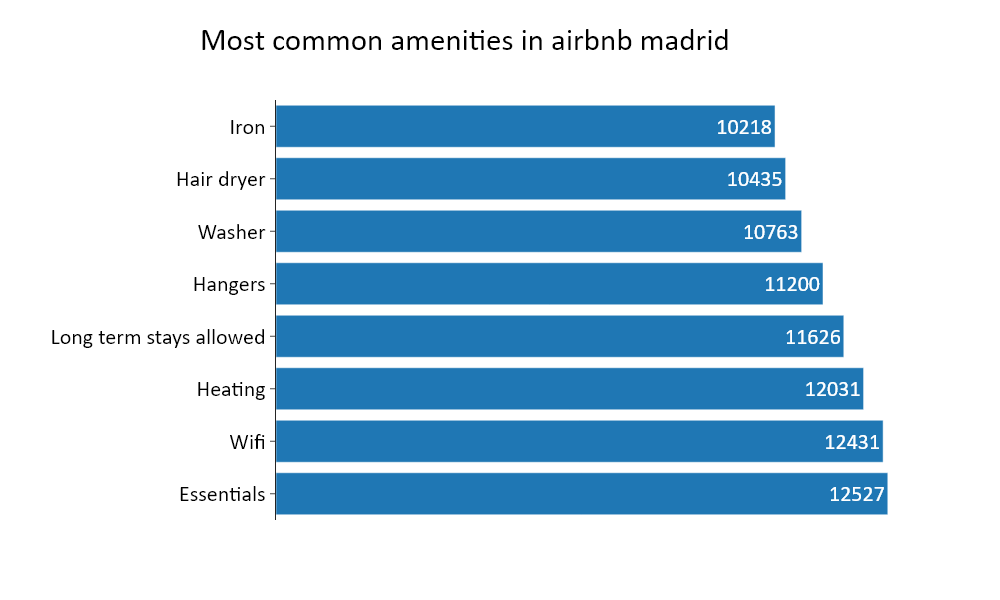 Most common amenities in airbnb madrid
Iron 10218
Hair dryer 10435
Washer 10763
Hangers 11200
Long term stays allowed 11626
Heating 12031
Wifi 12431
Essentials 12527